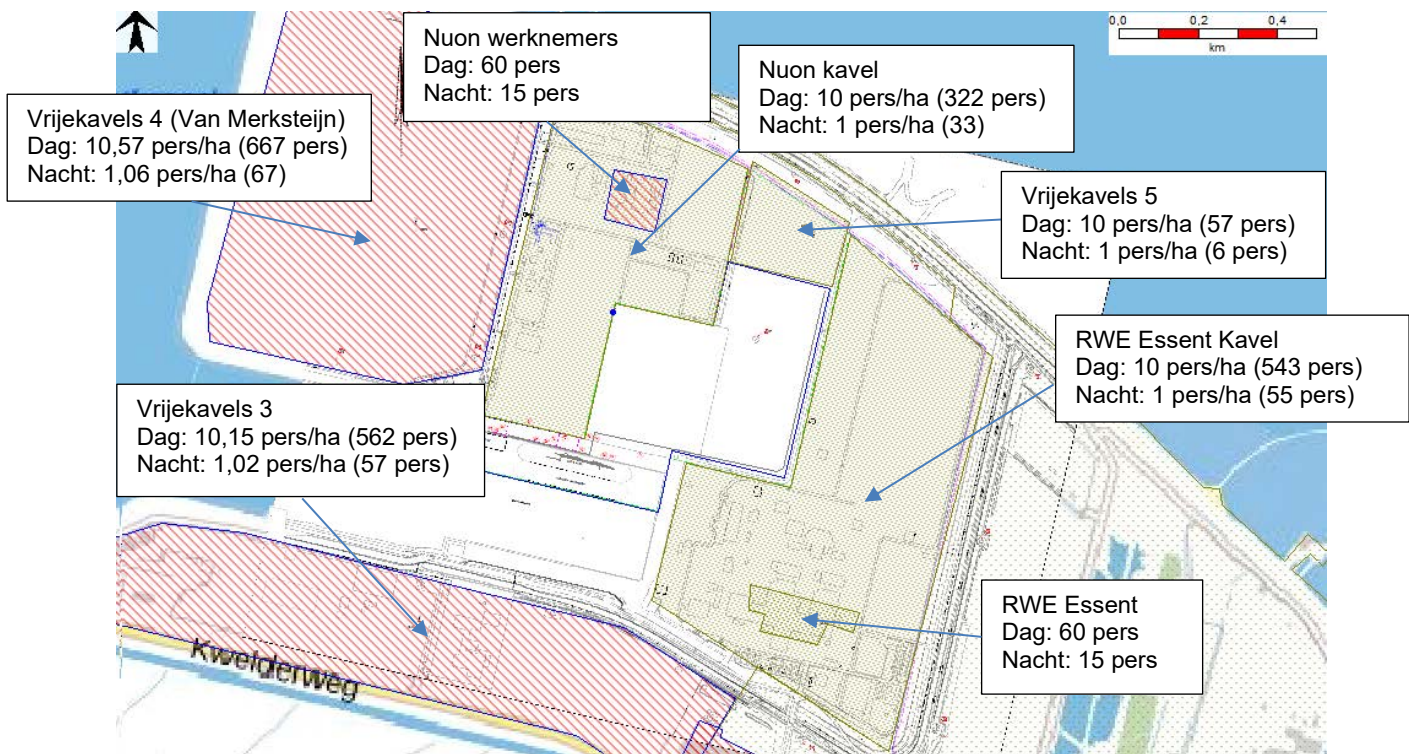 0,0 0,2 0,4
km
Nuon werknemers
Dag: 60 pers
Nacht: 15 pers
Nuon kavel
Dag: 10 pers/ha (322 pers)
Nacht: 1 pers/ha (33)
Vrijekavels 4 (Van Merksteijn)
Dag: 10,57 pers/ha (667 pers)
Nacht: 1,06 pers/ha (67)
Vrijekavels 5
Dag: 10 pers/ha (57 pers)
Nacht: 1 pers/ha (6 pers)
RWE Essent Kavel
Dag: 10 pers/ha (543 pers)
Nacht: 1 pers/ha (55 pers)
Vrijekavels 3
Dag: 10,15 pers/ha (562 pers)
Nacht: 1,02 pers/ha (57 pers)
RWE Essent
Dag: 60 pers
Nacht: 15 pers
Kwelderweg